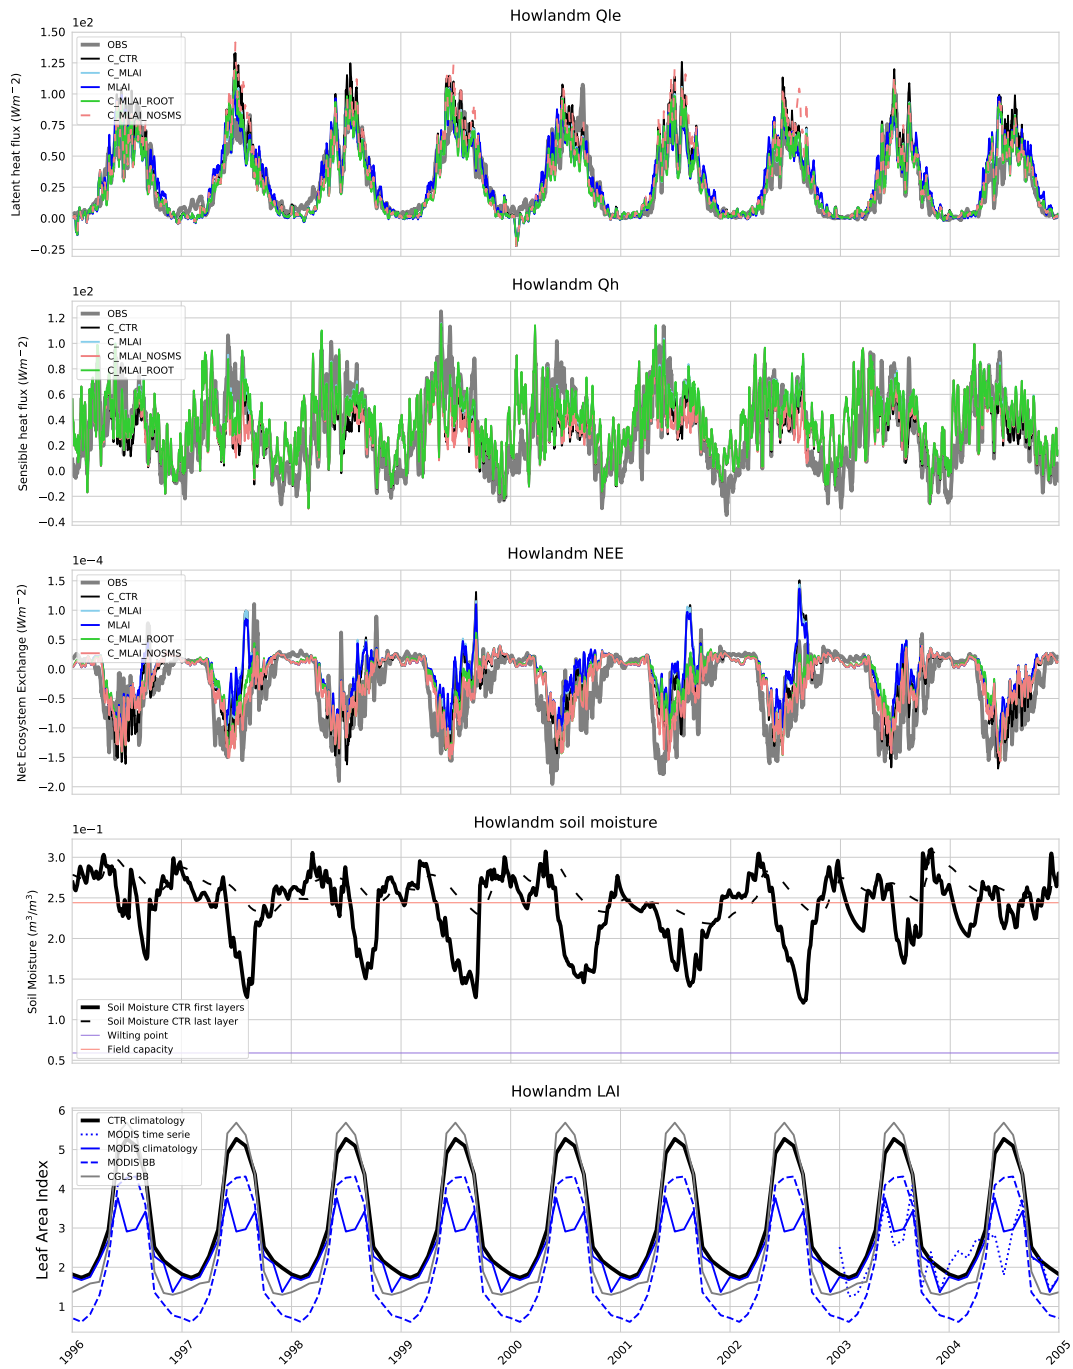 Howlandm Qle
1e2
1.50
1.25
1.00
0.75
0.50
0.25
0.00
−0.25
Latent heat flux (Wm−2)
OBS
C_CTR
C_MLAI
MLAI
C_MLAI_ROOT
C_MLAI_NOSMS
Howlandm Qh
1e2
1.2
1.0
0.8
0.6
0.4
0.2
0.0
−0.2
−0.4
Sensible heat flux (Wm−2)
OBS
C_CTR
C_MLAI
C_MLAI_NOSMS
C_MLAI_ROOT
Howlandm NEE
1e−4
1.5
1.0
0.5
0.0
−0.5
−1.0
−1.5
−2.0
Net Ecosystem Exchange (Wm−2)
OBS
C_CTR
C_MLAI
MLAI
C_MLAI_ROOT
C_MLAI_NOSMS
Howlandm soil moisture
1e−1
3.0
2.5
2.0
1.5
1.0
0.5
Soil Moisture (m³/m³)
Soil Moisture CTR first layers
Soil Moisture CTR last layer
Wilting point
Field capacity
Howlandm LAI
6
5
4
3
2
1
Leaf Area Index
CTR climatology
MODIS time serie
MODIS climatology
MODIS BB
CGLS BB
1996 1997 1998 1999 2000 2001 2002 2003 2004 2005